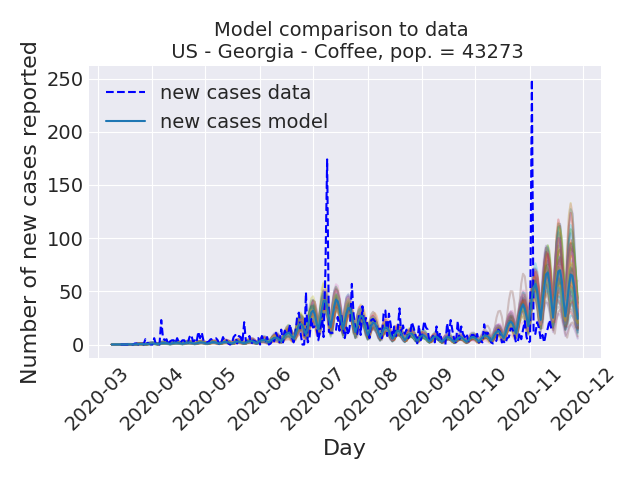 Model comparison to data
US - Georgia - Coffee, pop. = 43273
Number of new cases reported
250
200
150
100
50
0
new cases data
new cases model
2020-03
2020-04
2020-05
2020-06
2020-07
2020-08
2020-09
2020-10
2020-11
2020-12
Day